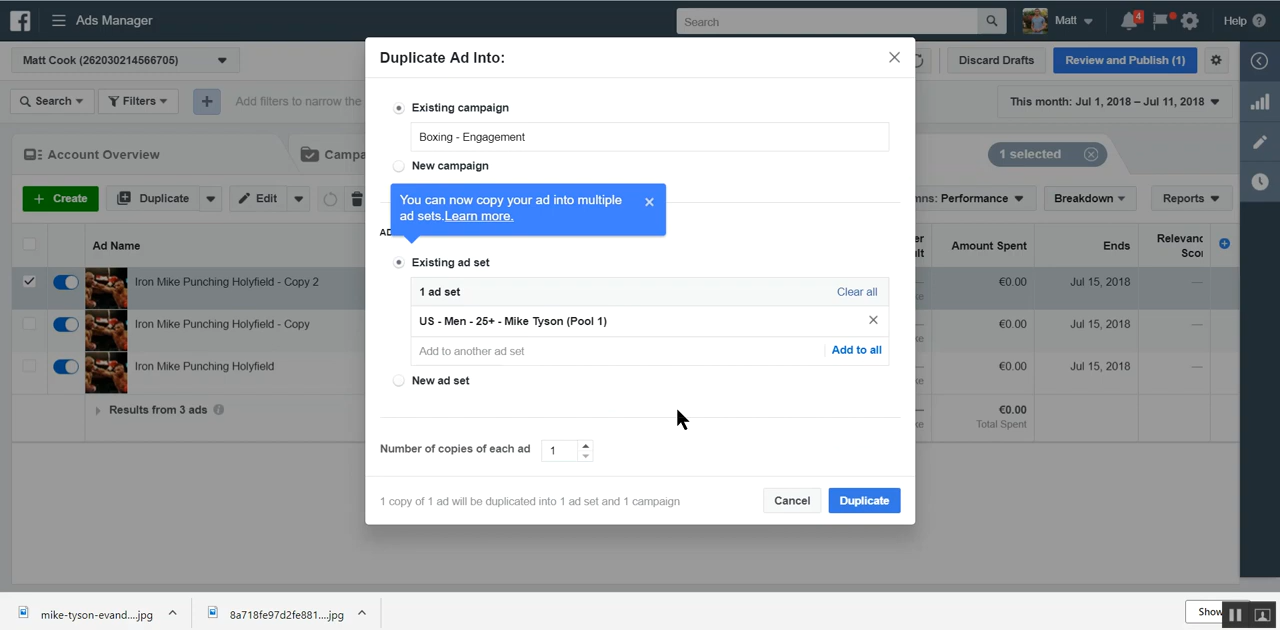 Ads Manager
Search
Matt
4
Help
Matt Cook (262030214566705)
Duplicate Ad Into:
Discard Drafts
Review and Publish (1)
Search
Filters
Add filters to narrow the
This month: Jul 1, 2018 – Jul 11, 2018
Existing campaign
Boxing - Engagement
New campaign
Account Overview
Campa
1 selected
Create
Duplicate
Edit
You can now copy your ad into multiple
ad sets.Learn more.
AD
ns: Performance
Breakdown
Reports
Ad Name
er
lt
Amount Spent
Ends
Relevanc
Scor
Existing ad set
1 ad set
Clear all
US - Men - 25+ - Mike Tyson (Pool 1)
Add to another ad set
Add to all
New ad set
Iron Mike Punching Holyfield - Copy 2
€0.00
Jul 15, 2018
—
Iron Mike Punching Holyfield - Copy
€0.00
Jul 15, 2018
—
Iron Mike Punching Holyfield
€0.00
Jul 15, 2018
—
Results from 3 ads
€0.00
Total Spent
Number of copies of each ad
1
1 copy of 1 ad will be duplicated into 1 ad set and 1 campaign
Cancel
Duplicate
mike-tyson-evand....jpg
8a718fe97d2fe881....jpg
Show